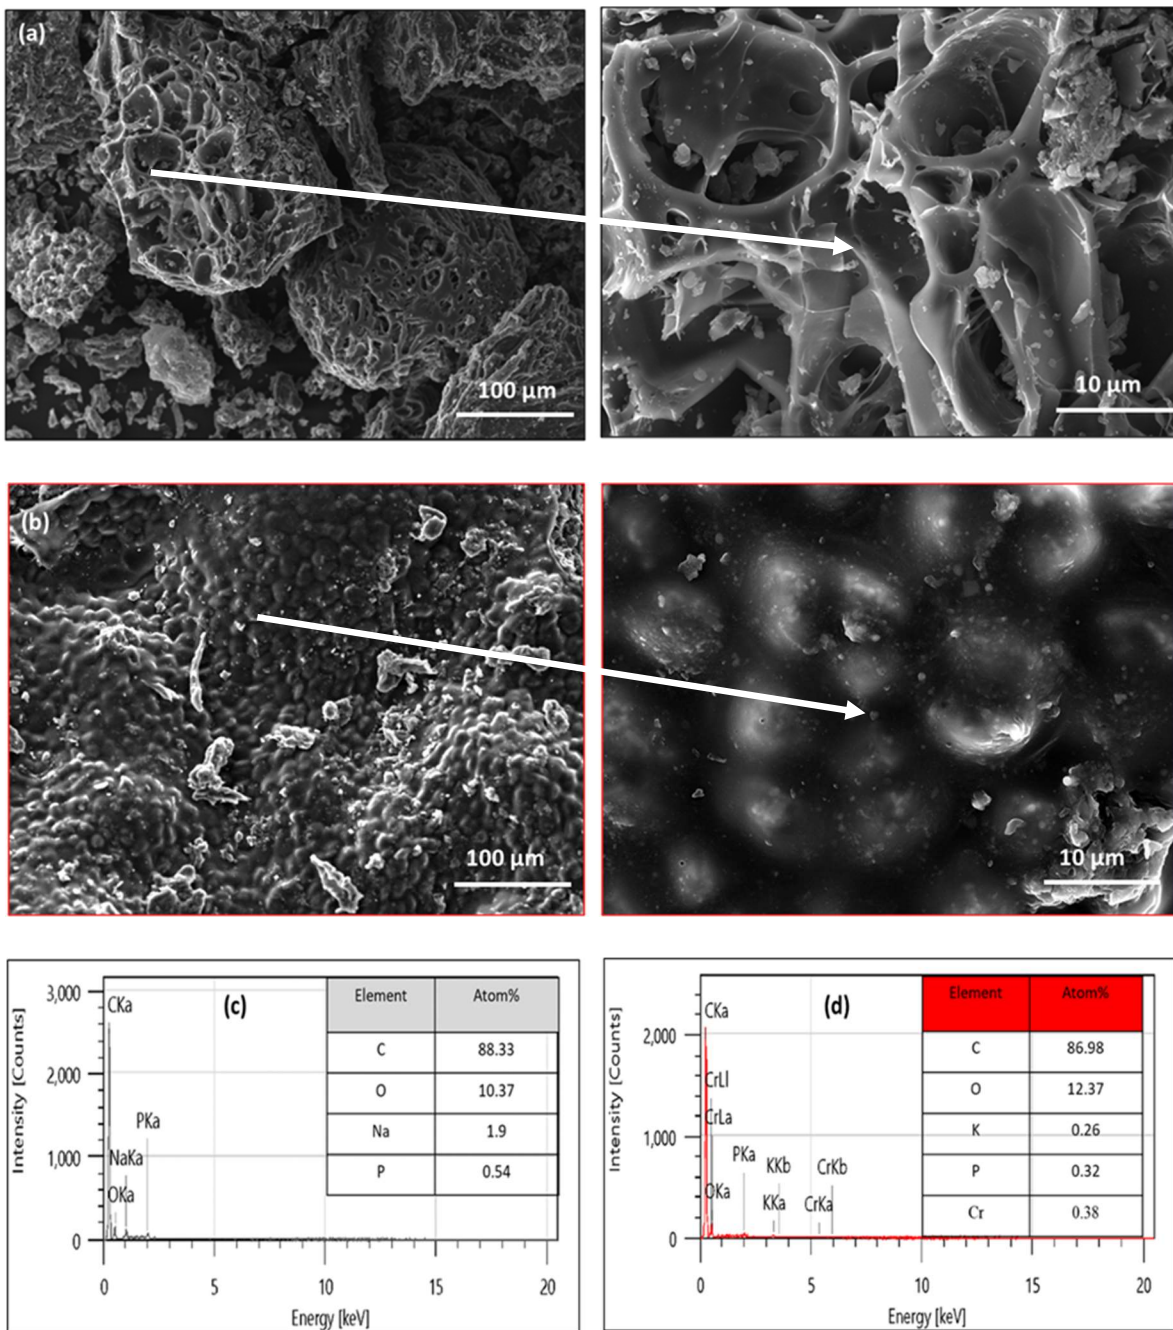 (a)
100 µm
10 µm
(b)
100 µm
10 µm
(c)
Intensity [Counts]
3,000
2,000
1,000
0
CKa
PKa
NaKa
OKa
Element Atom%
C 88.33
O 10.37
Na 1.9
P 0.54
0 5 10 15 20
Energy [keV]
(d)
Intensity [Counts]
2,000
1,000
0
CKa
CrLl
CrLa
PKa
KKb
CrKb
OKa
KKa
CrKa
Element Atom%
C 86.98
O 12.37
K 0.26
P 0.32
Cr 0.38
0 5 10 15 20
Energy [keV]